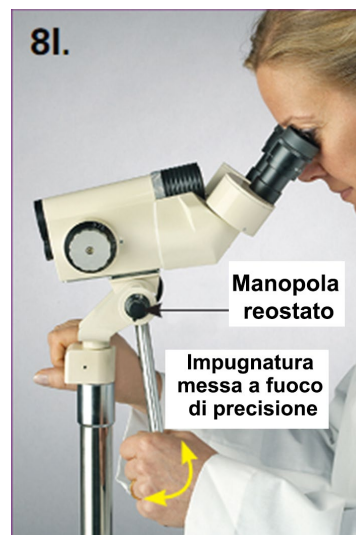 8I.
Manopola
reostato
Impugnatura
messa a fuoco
di precisione